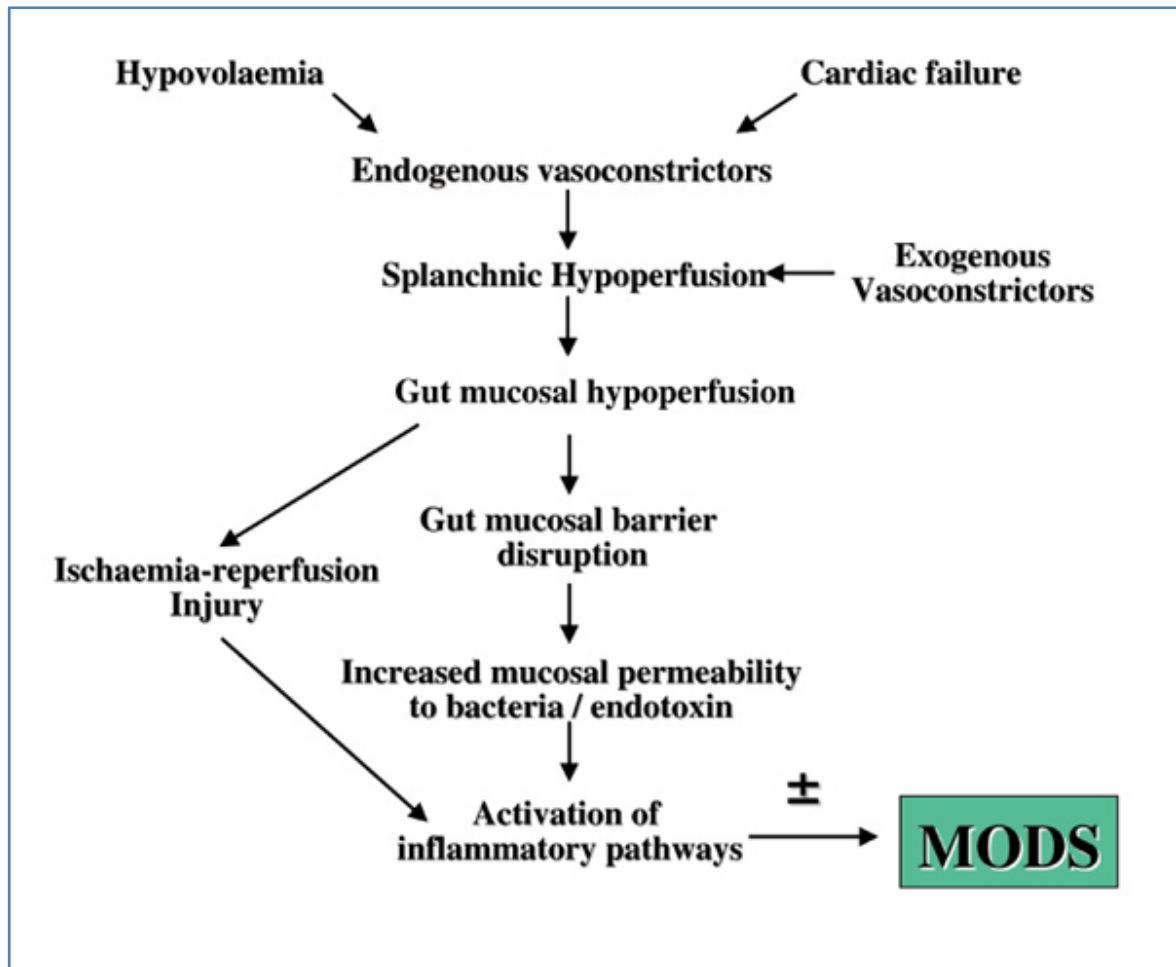 Hypovolaemia
Cardiac failure
Endogenous vasoconstrictors
Splanchnic Hypoperfusion
Exogenous
Vasoconstrictors
Gut mucosal hypoperfusion
Gut mucosal barrier
disruption
Ischaemia-reperfusion
Injury
Increased mucosal permeability
to bacteria / endotoxin
Activation of
inflammatory pathways
±
MODS